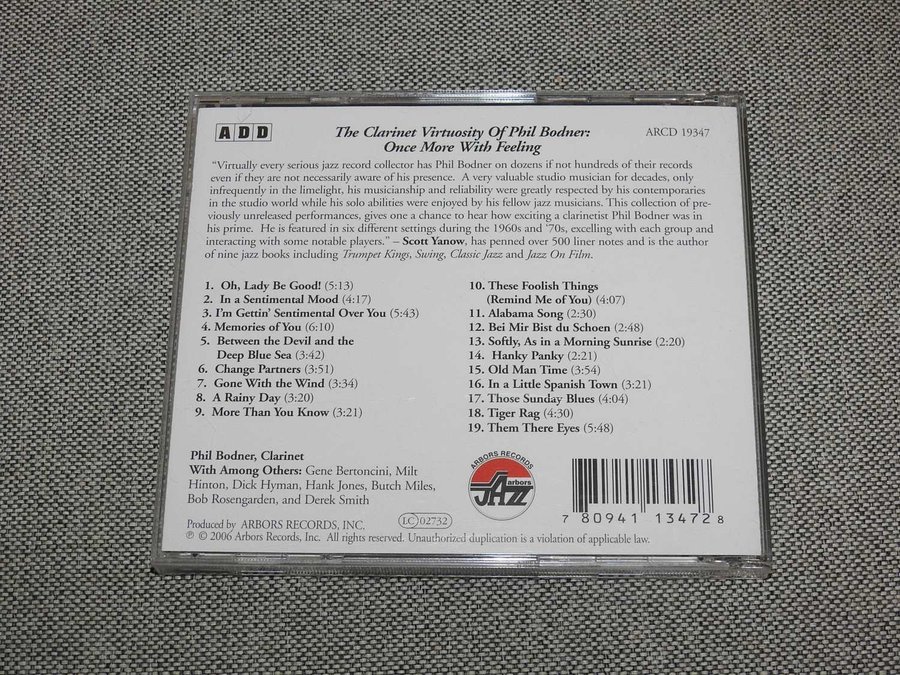 ADD
The Clarinet Virtuosity Of Phil Bodner:
Once More With Feeling
ARCD 19347
"Virtually every serious jazz record collector has Phil Bodner on dozens if not hundreds of their records
even if they are not necessarily aware of his presence. A very valuable studio musician for decades, only
infrequently in the limelight, his musicianship and reliability were greatly respected by his contemporaries
in the studio world while his solo abilities were enjoyed by his fellow jazz musicians. This collection of pre-
viously unreleased performances, gives one a chance to hear how exciting a clarinetist Phil Bodner was in
his prime. He is featured in six different settings during the 1960s and '70s, excelling with each group and
interacting with some notable players." – Scott Yanow, has penned over 500 liner notes and is the author
of nine jazz books including Trumpet Kings, Swing, Classic Jazz and Jazz On Film.
1. Oh, Lady Be Good! (5:13)
2. In a Sentimental Mood (4:17)
3. I'm Gettin' Sentimental Over You (5:43)
4. Memories of You (6:10)
5. Between the Devil and the
Deep Blue Sea (3:42)
6. Change Partners (3:51)
7. Gone With the Wind (3:34)
8. A Rainy Day (3:20)
9. More Than You Know (3:21)
10. These Foolish Things
(Remind Me of You) (4:07)
11. Alabama Song (2:30)
12. Bei Mir Bist du Schoen (2:48)
13. Softly, As in a Morning Sunrise (2:20)
14. Hanky Panky (2:21)
15. Old Man Time (3:54)
16. In a Little Spanish Town (3:21)
17. Those Sunday Blues (4:04)
18. Tiger Rag (4:30)
19. Them There Eyes (5:48)
Phil Bodner, Clarinet
With Among Others: Gene Bertoncini, Milt
Hinton, Dick Hyman, Hank Jones, Butch Miles,
Bob Rosengarden, and Derek Smith
ARBORS RECORDS
arbors
JAZZ
7 80941 13472 8
Produced by ARBORS RECORDS, INC.
LC 02732
℗ © 2006 Arbors Records, Inc. All rights reserved. Unauthorized duplication is a violation of applicable law.